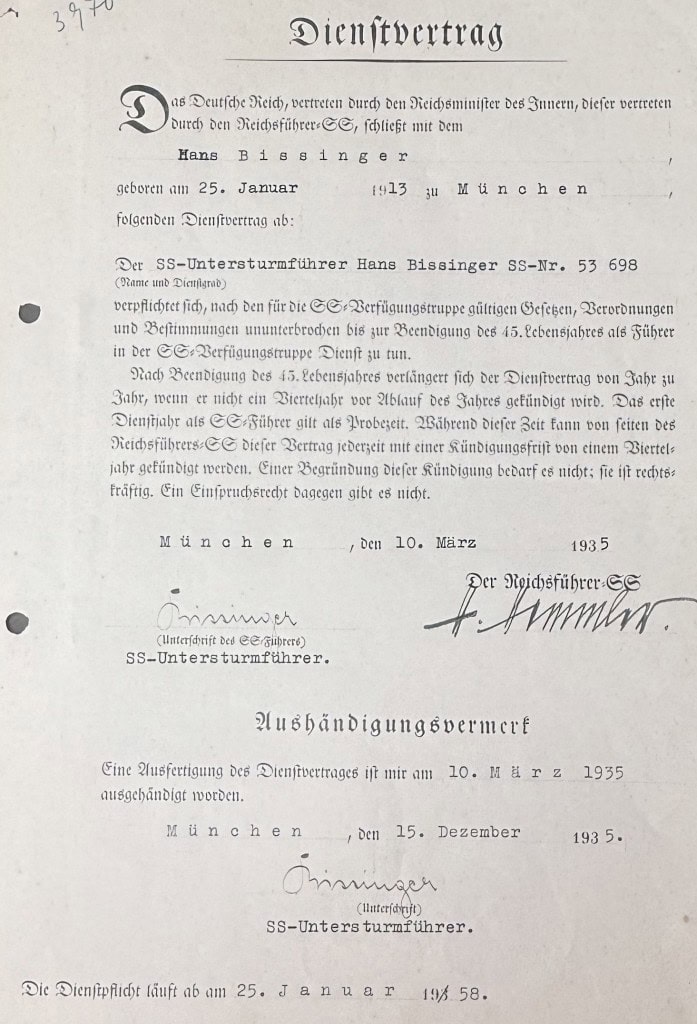 3970
Dienstvertrag
Das Deutsche Reich, vertreten durch den Reichsminister des Innern, dieser vertreten
durch den Reichsführer-SS, schließt mit dem
Hans Bissinger ,
geboren am 25. Januar 1913 zu München ,
folgenden Dienstvertrag ab:
Der SS-Untersturmführer Hans Bissinger SS-Nr. 53 698
(Name und Dienstgrad)
verpflichtet sich, nach den für die SS-Verfügungstruppe gültigen Gesetzen, Verordnungen
und Bestimmungen ununterbrochen bis zur Beendigung des 45. Lebensjahres als Führer
in der SS-Verfügungstruppe Dienst zu tun.
Nach Beendigung des 45. Lebensjahres verlängert sich der Dienstvertrag von Jahr zu
Jahr, wenn er nicht ein Vierteljahr vor Ablauf des Jahres gekündigt wird. Das erste
Dienstjahr als SS-Führer gilt als Probezeit. Während dieser Zeit kann von seiten des
Reichsführers-SS dieser Vertrag jederzeit mit einer Kündigungsfrist von einem Viertel-
jahr gekündigt werden. Einer Begründung dieser Kündigung bedarf es nicht; sie ist rechts-
kräftig. Ein Einspruchsrecht dagegen gibt es nicht.
München , den 10. März 1935
Der Reichsführer-SS
Bissinger H. Himmler.
(Unterschrift des SS-Führers)
SS-Untersturmführer.
Aushändigungsvermerk
Eine Ausfertigung des Dienstvertrages ist mir am 10. März 1935
ausgehändigt worden.
München , den 15. Dezember 1935.
Bissinger
(Unterschrift)
SS-Untersturmführer.
Die Dienstpflicht läuft ab am 25. Januar 1958.